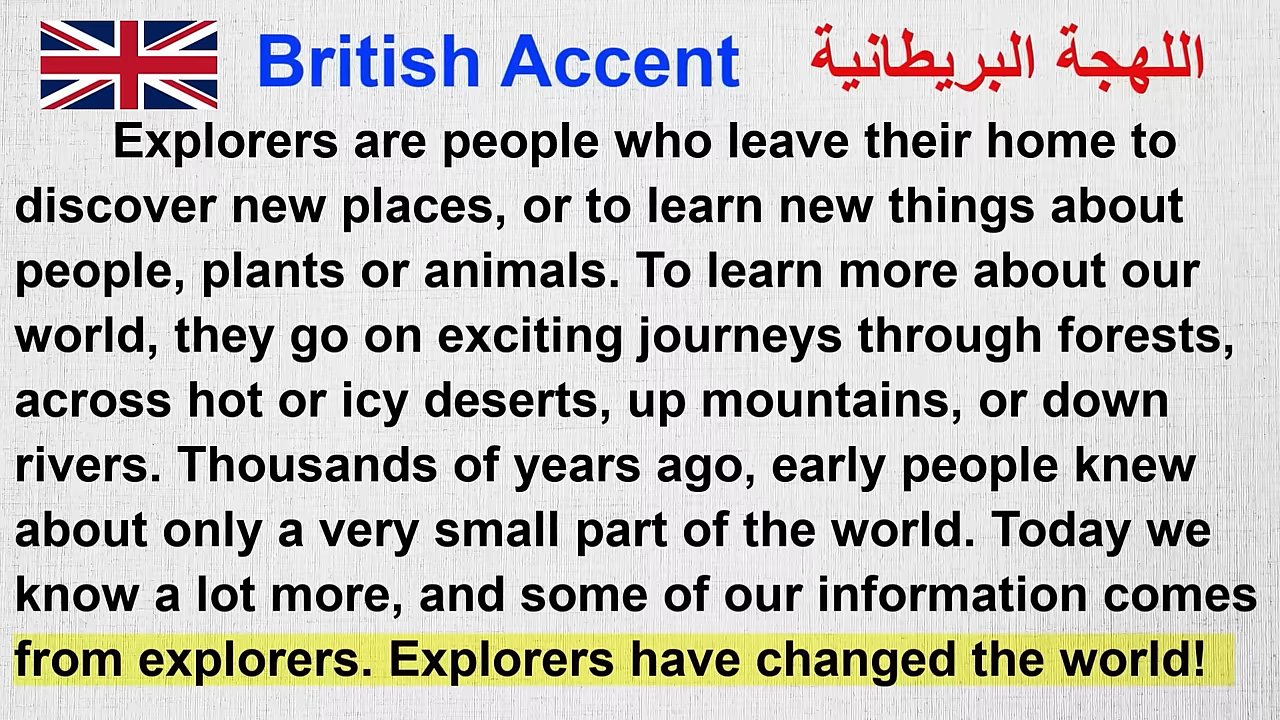 British Accent اللهجة البريطانية
Explorers are people who leave their home to
discover new places, or to learn new things about
people, plants or animals. To learn more about our
world, they go on exciting journeys through forests,
across hot or icy deserts, up mountains, or down
rivers. Thousands of years ago, early people knew
about only a very small part of the world. Today we
know a lot more, and some of our information comes
from explorers. Explorers have changed the world!